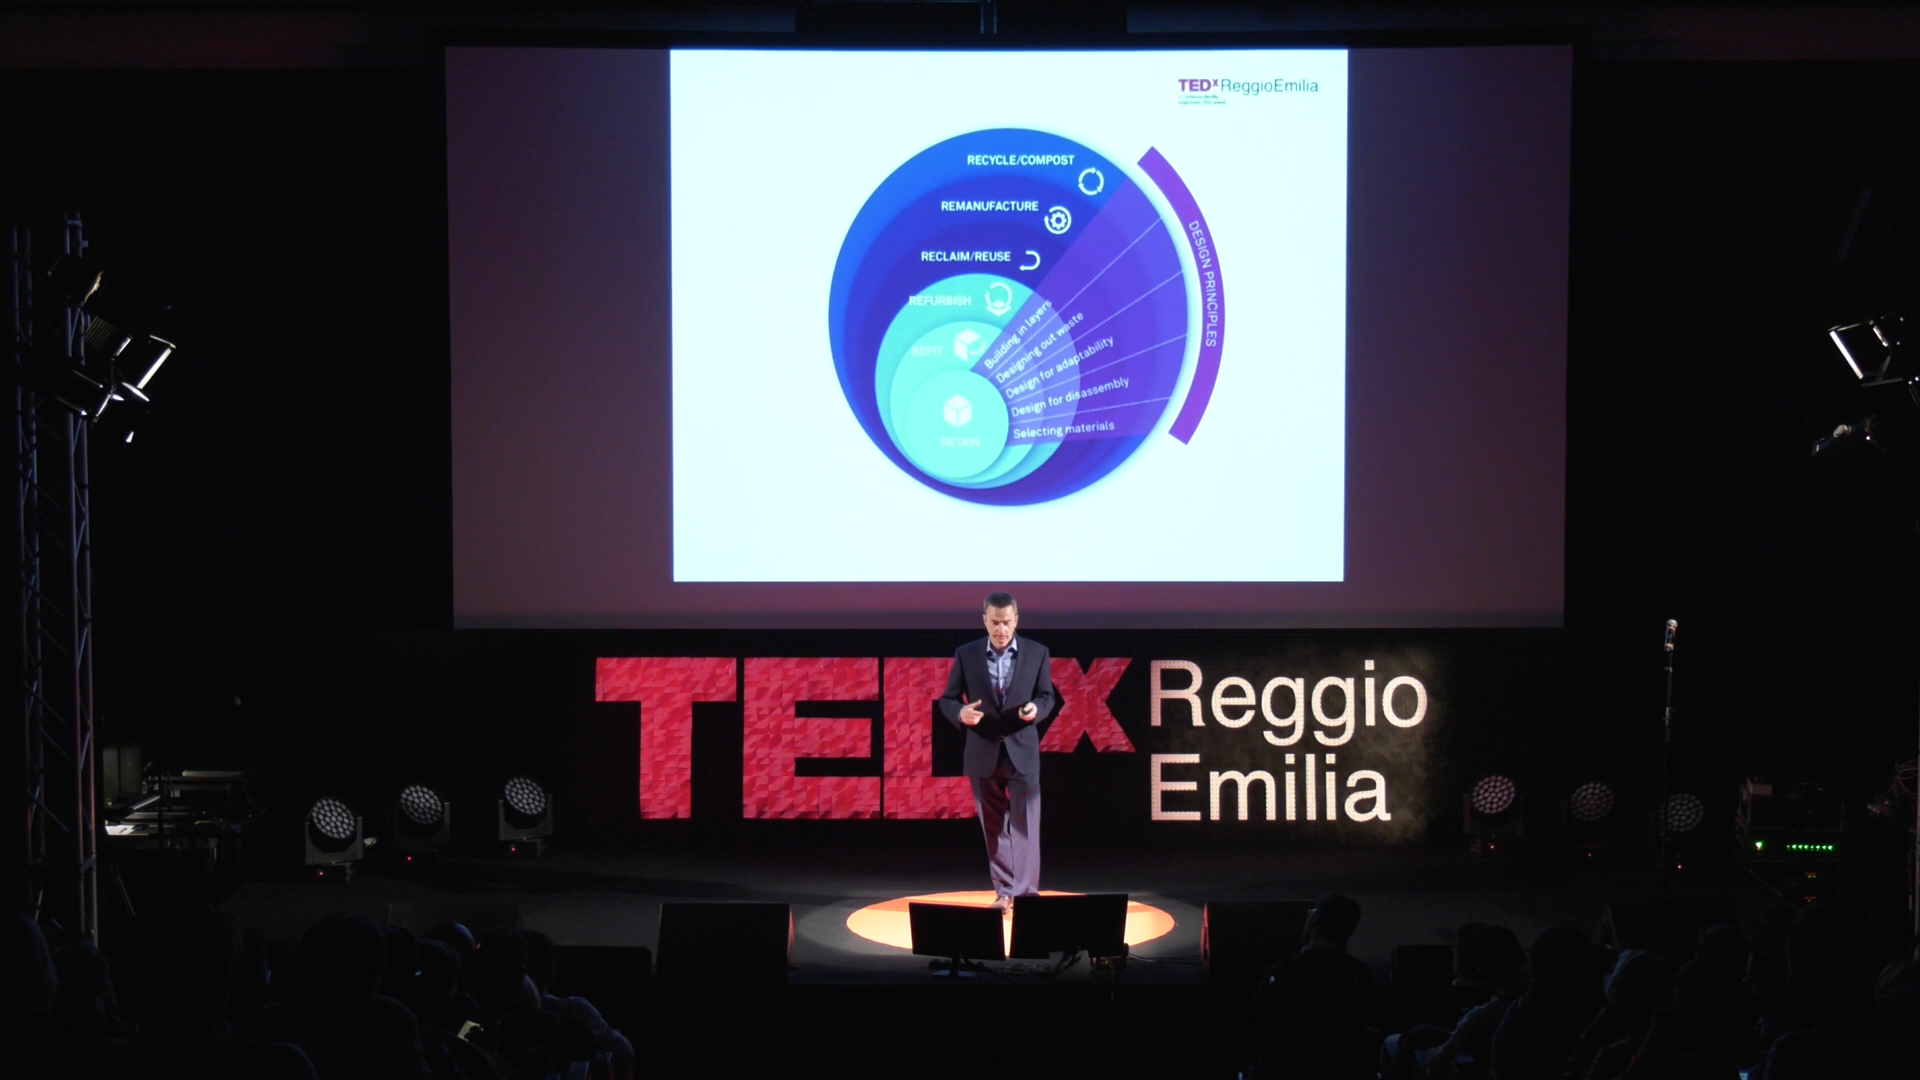 TEDxReggioEmilia
RECYCLE/COMPOST
REMANUFACTURE
RECLAIM/REUSE
REFURBISH
REFIT
RETAIN
Building in layers
Designing out waste
Design for adaptability
Design for disassembly
Selecting materials
DESIGN PRINCIPLES
TEDx Reggio
Emilia